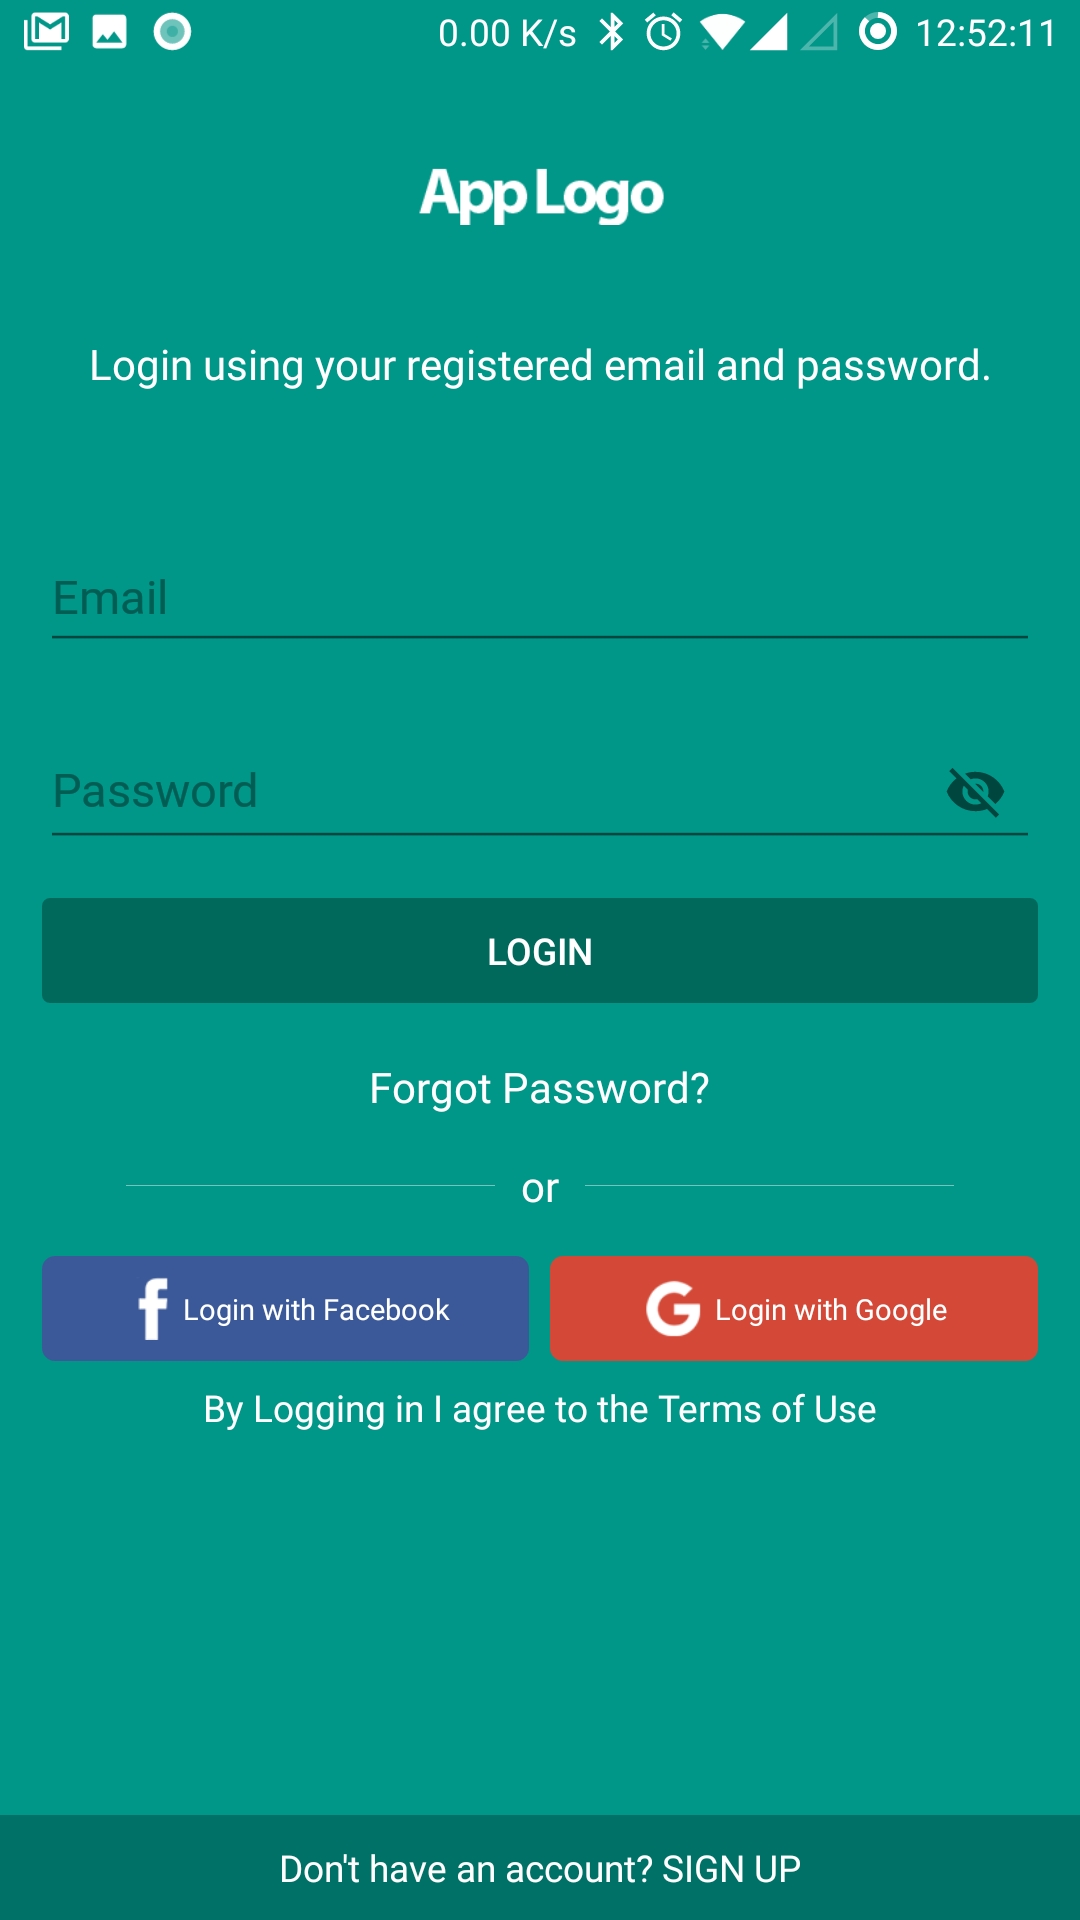 0.00 K/s 12:52:11
App Logo
Login using your registered email and password.
Email
Password
LOGIN
Forgot Password?
or
Login with Facebook
Login with Google
By Logging in I agree to the Terms of Use
Don't have an account? SIGN UP